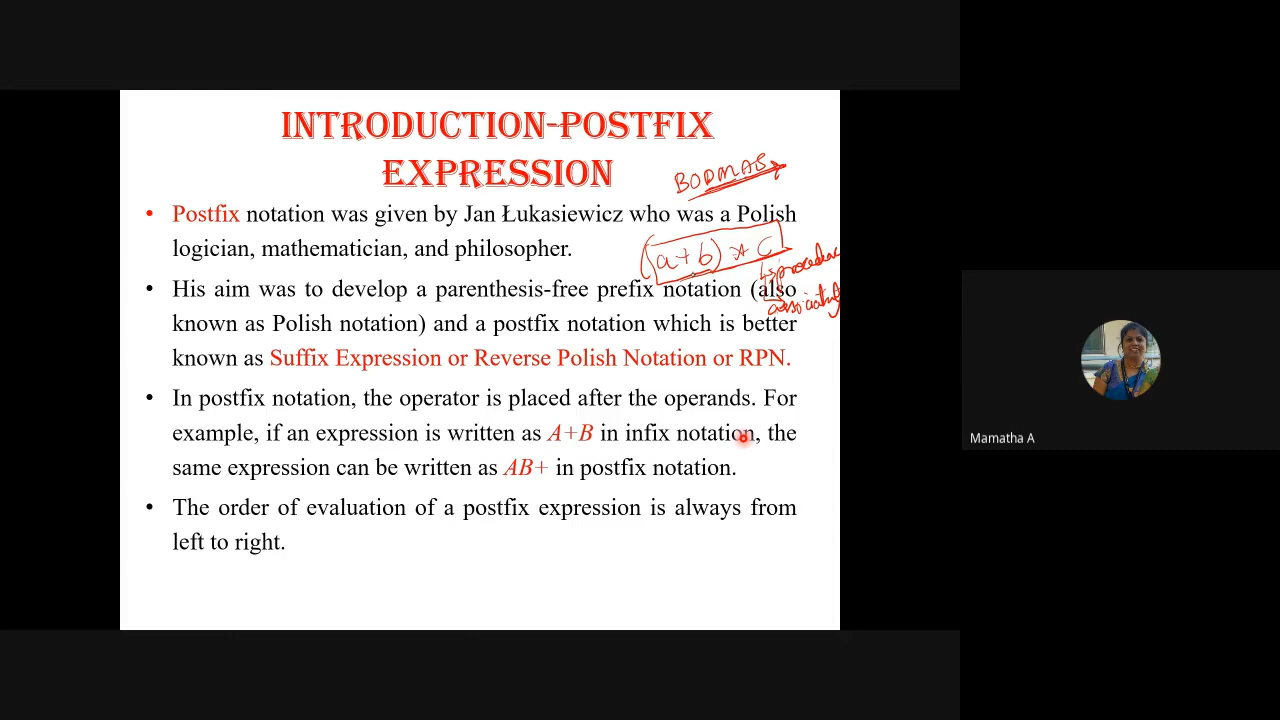 INTRODUCTION-POSTFIX
EXPRESSION
BODMAS
• Postfix notation was given by Jan Łukasiewicz who was a Polish
logician, mathematician, and philosopher.
(a+b) * C
• His aim was to develop a parenthesis-free prefix notation (also
known as Polish notation) and a postfix notation which is better
known as Suffix Expression or Reverse Polish Notation or RPN.
• In postfix notation, the operator is placed after the operands. For
example, if an expression is written as A+B in infix notation, the
same expression can be written as AB+ in postfix notation.
• The order of evaluation of a postfix expression is always from
left to right.
Mamatha A